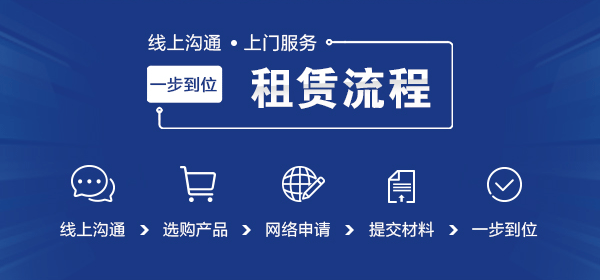 线上沟通 • 上门服务
一步到位
租赁流程
线上沟通 › 选购产品 › 网络申请 › 提交材料 › 一步到位